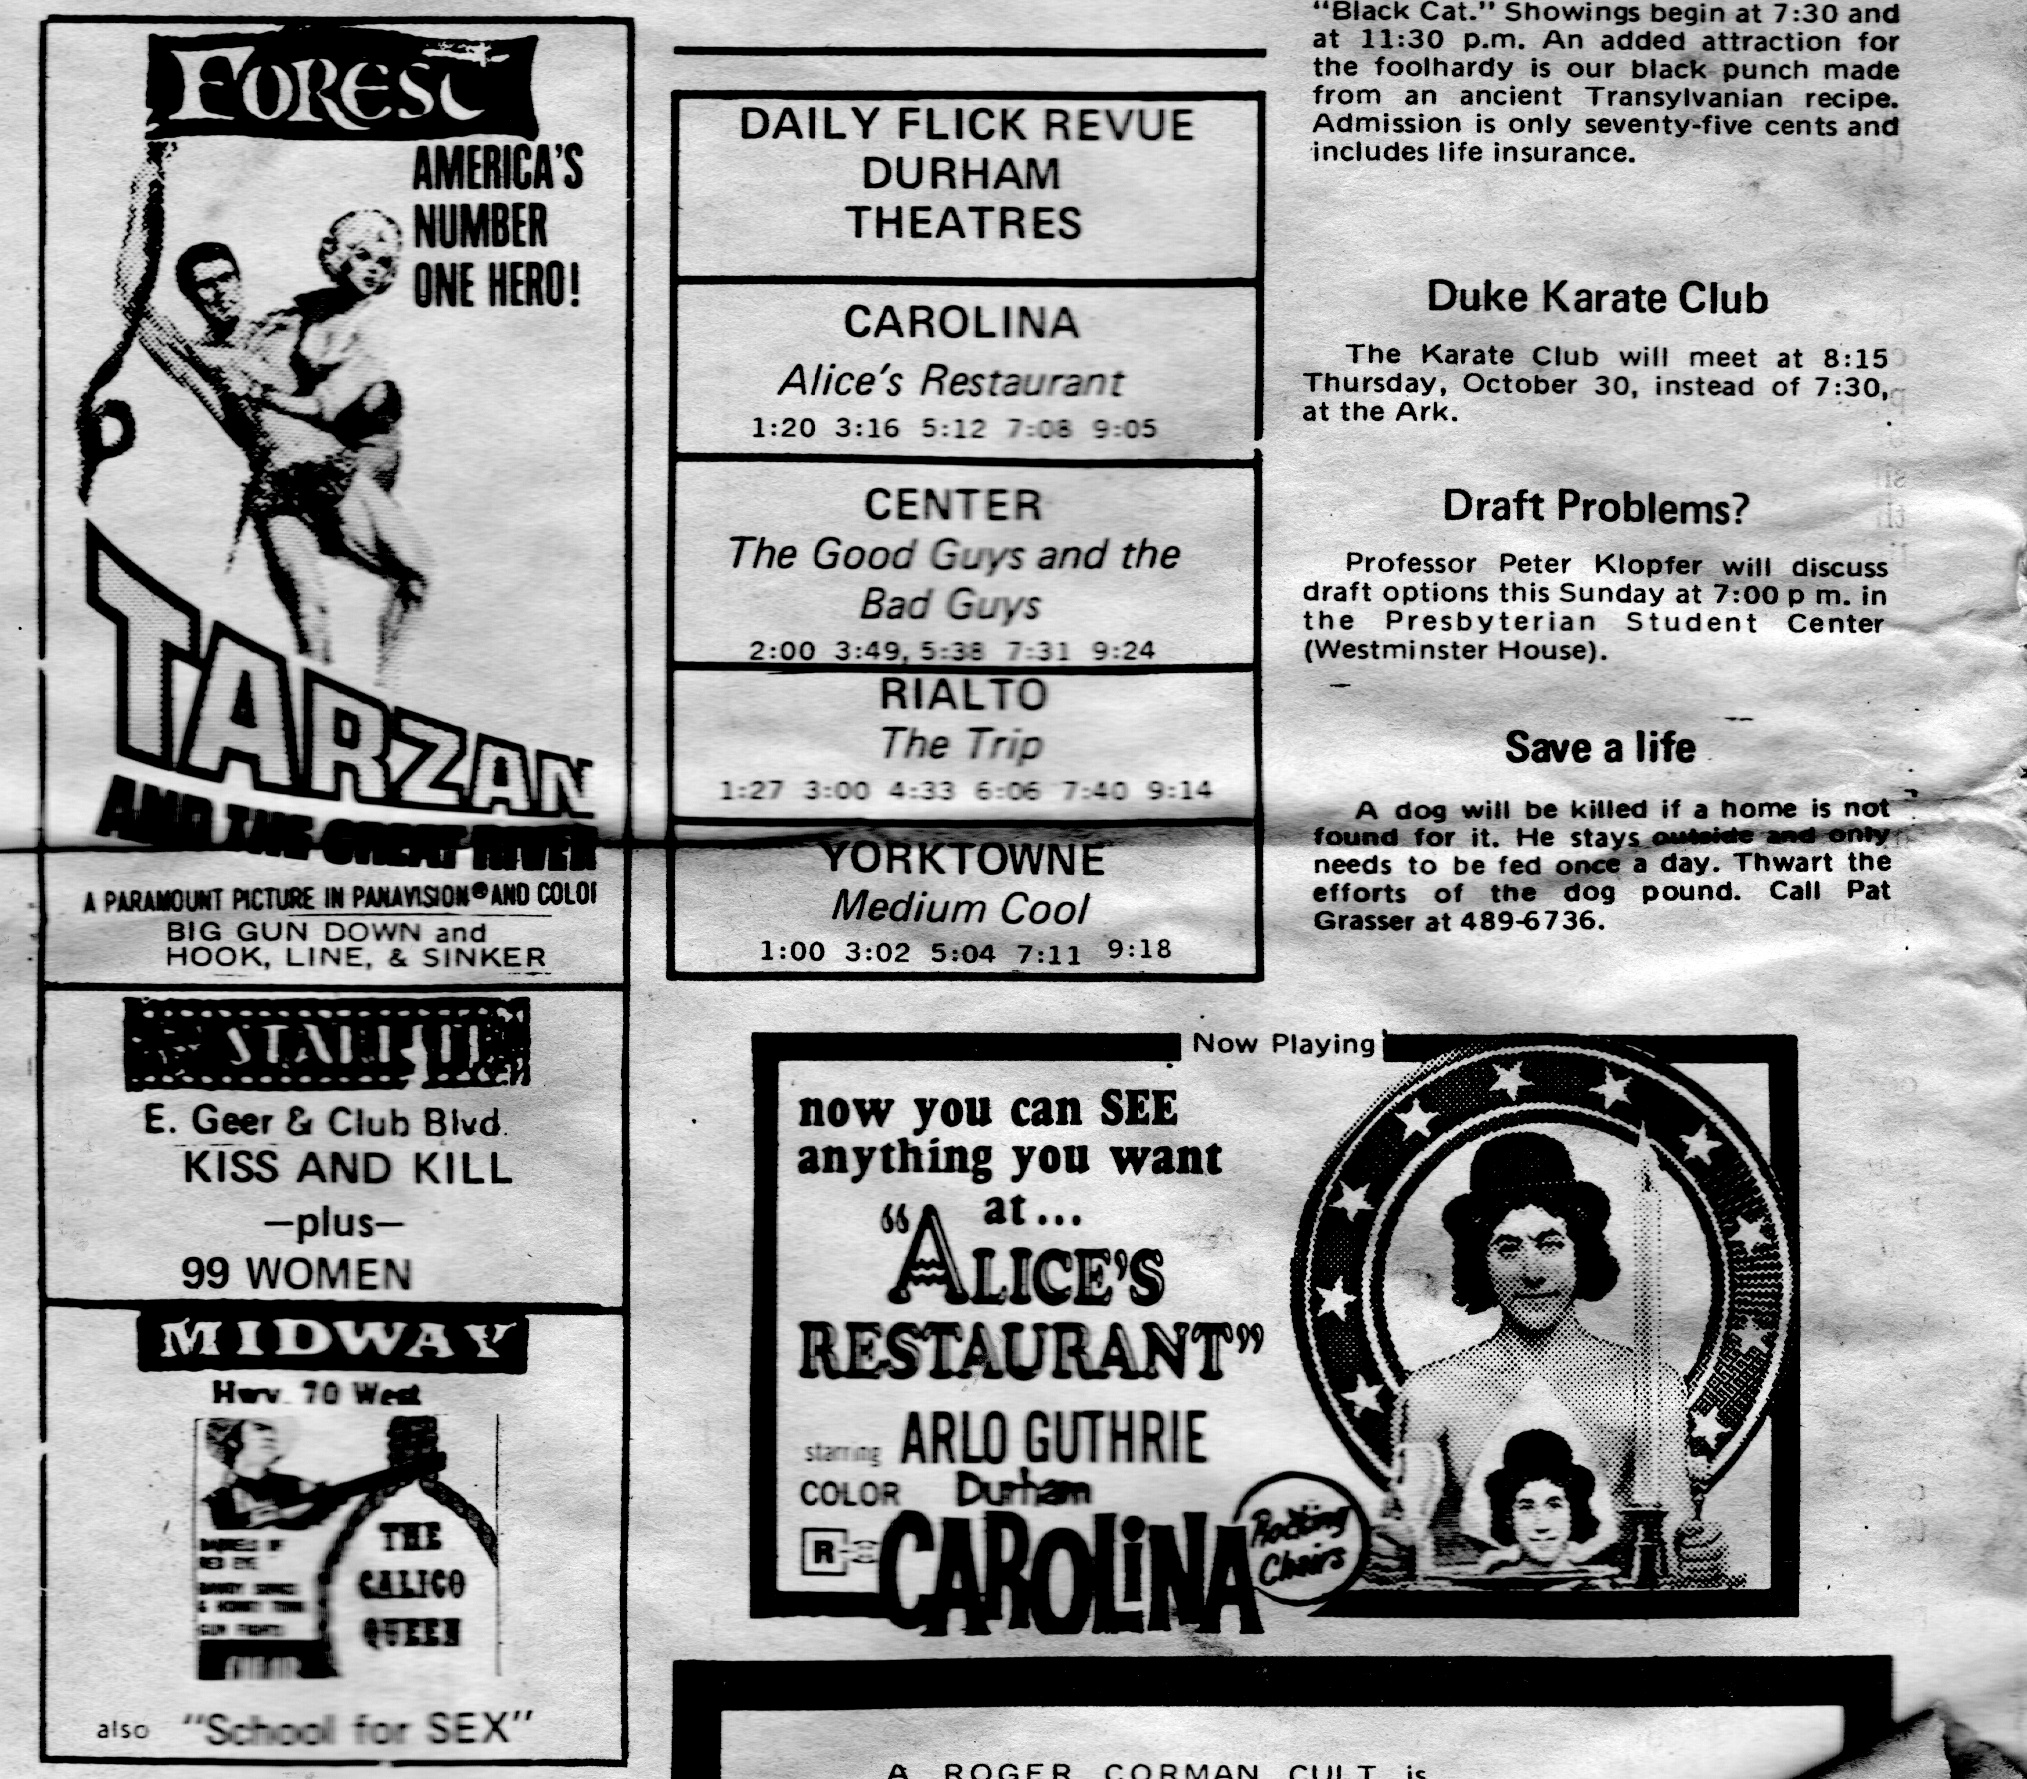 FOREST
AMERICA'S
NUMBER
ONE HERO!
TARZAN
AND THE GREAT RIVER
A PARAMOUNT PICTURE IN PANAVISION® AND COLOR
BIG GUN DOWN and
HOOK, LINE, & SINKER
E. Geer & Club Blvd.
KISS AND KILL
—plus—
99 WOMEN
MIDWAY
Hwy. 70 West
BARRELS OF
RED EYE
GUN FIGHTS
THE
CALICO
QUEEN
also "School for SEX"
DAILY FLICK REVUE
DURHAM
THEATRES
CAROLINA
Alice's Restaurant
1:20 3:16 5:12 7:08 9:05
CENTER
The Good Guys and the
Bad Guys
2:00 3:49, 5:38 7:31 9:24
RIALTO
The Trip
1:27 3:00 4:33 6:06 7:40 9:14
YORKTOWNE
Medium Cool
1:00 3:02 5:04 7:11 9:18
"Black Cat." Showings begin at 7:30 and
at 11:30 p.m. An added attraction for
the foolhardy is our black punch made
from an ancient Transylvanian recipe.
Admission is only seventy-five cents and
includes life insurance.
Duke Karate Club
The Karate Club will meet at 8:15
Thursday, October 30, instead of 7:30,
at the Ark.
Draft Problems?
Professor Peter Klopfer will discuss
draft options this Sunday at 7:00 p m. in
the Presbyterian Student Center
(Westminster House).
Save a life
A dog will be killed if a home is not
found for it. He stays outside and only
needs to be fed once a day. Thwart the
efforts of the dog pound. Call Pat
Grasser at 489-6736.
Now Playing
now you can SEE
anything you want
at...
"ALICE'S
RESTAURANT"
starring ARLO GUTHRIE
COLOR Durham
R
CAROLINA
Rocking
Chairs
A ROGER CORMAN CULT is